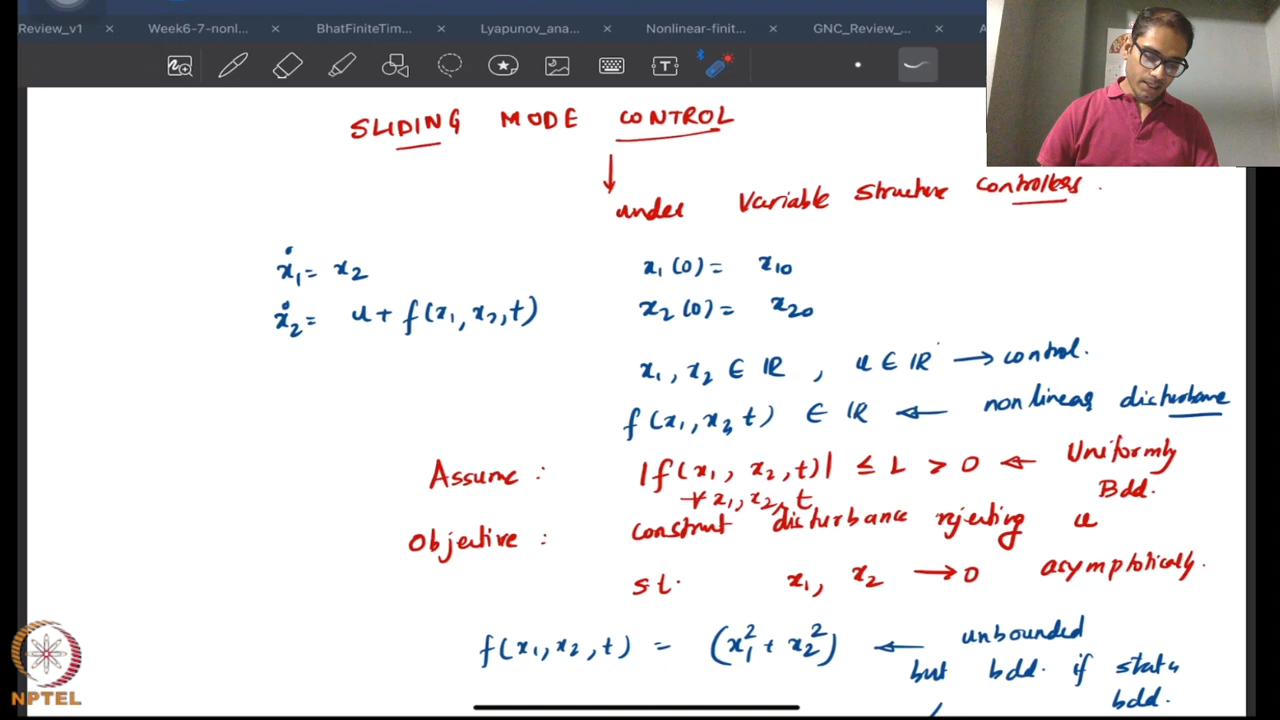 Review_v1 × Week6-7-nonl... × BhatFiniteTim... × Lyapunov_ana... × Nonlinear-finit... × GNC_Review_... ×
SLIDING MODE CONTROL
↓
under Variable structure Controllers.
ẋ₁ = x₂ x₁(0) = x₁₀
ẋ₂ = u + f(x₁, x₂, t) x₂(0) = x₂₀
x₁, x₂ ∈ ℝ , u ∈ ℝ → control.
f(x₁, x₂, t) ∈ ℝ ← nonlinear disturbance
Assume : |f(x₁, x₂, t)| ≤ L > 0 ← Uniformly
∀ x₁, x₂, t Bdd.
Objective : construct disturbance rejecting u
st. x₁, x₂ → 0 asymptotically.
f(x₁, x₂, t) = (x₁² + x₂²) ← unbounded
but bdd. if states
bdd.
NPTEL